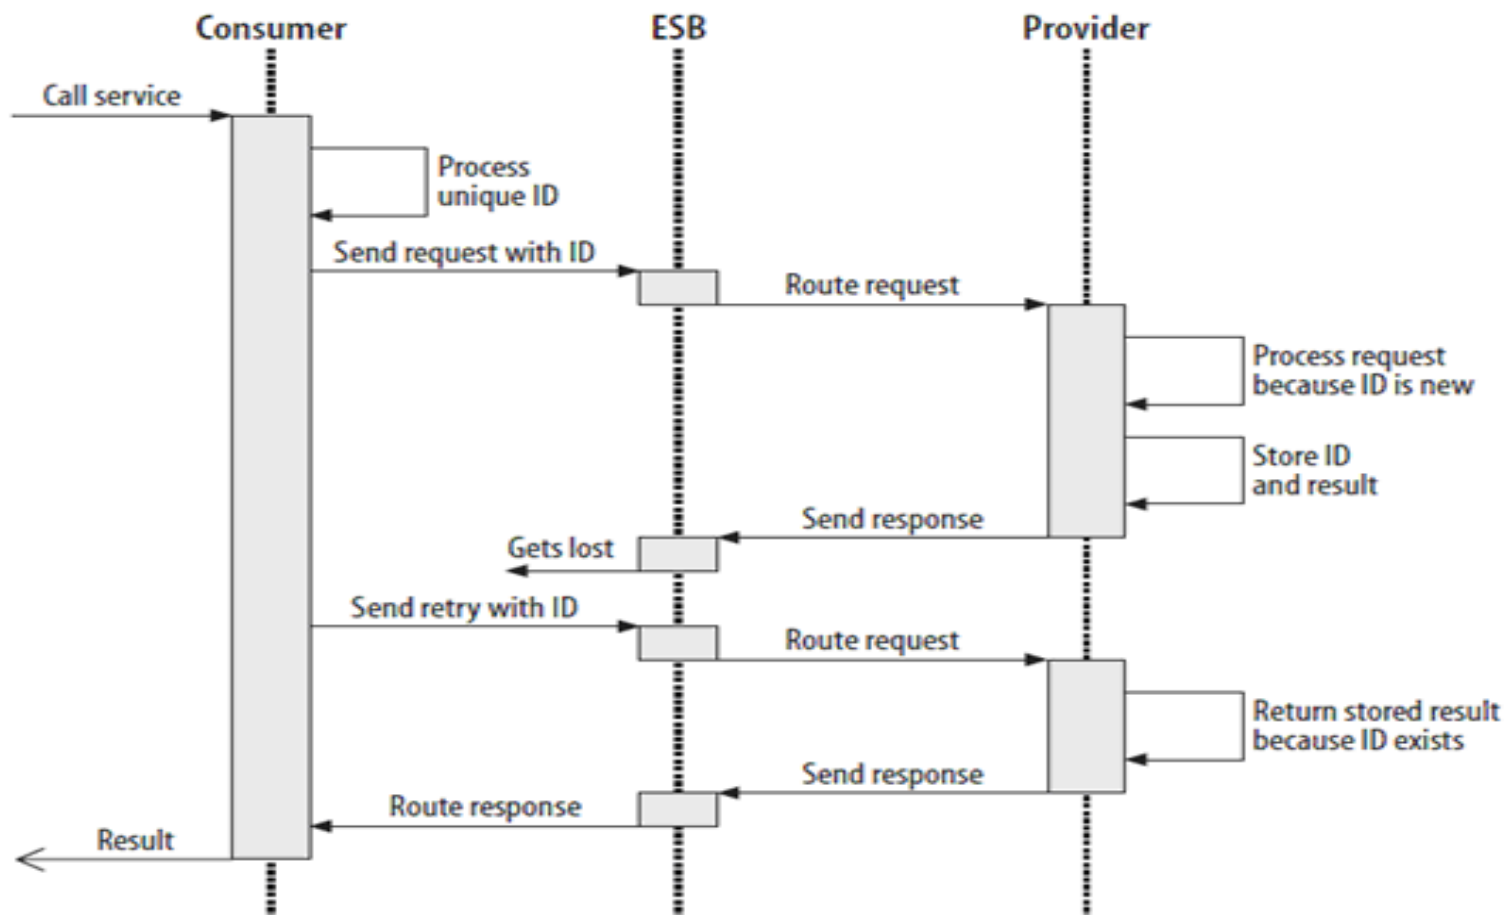 Consumer
ESB
Provider
Call service
Process
unique ID
Send request with ID
Route request
Process request
because ID is new
Store ID
and result
Send response
Gets lost
Send retry with ID
Route request
Return stored result
because ID exists
Send response
Route response
Result